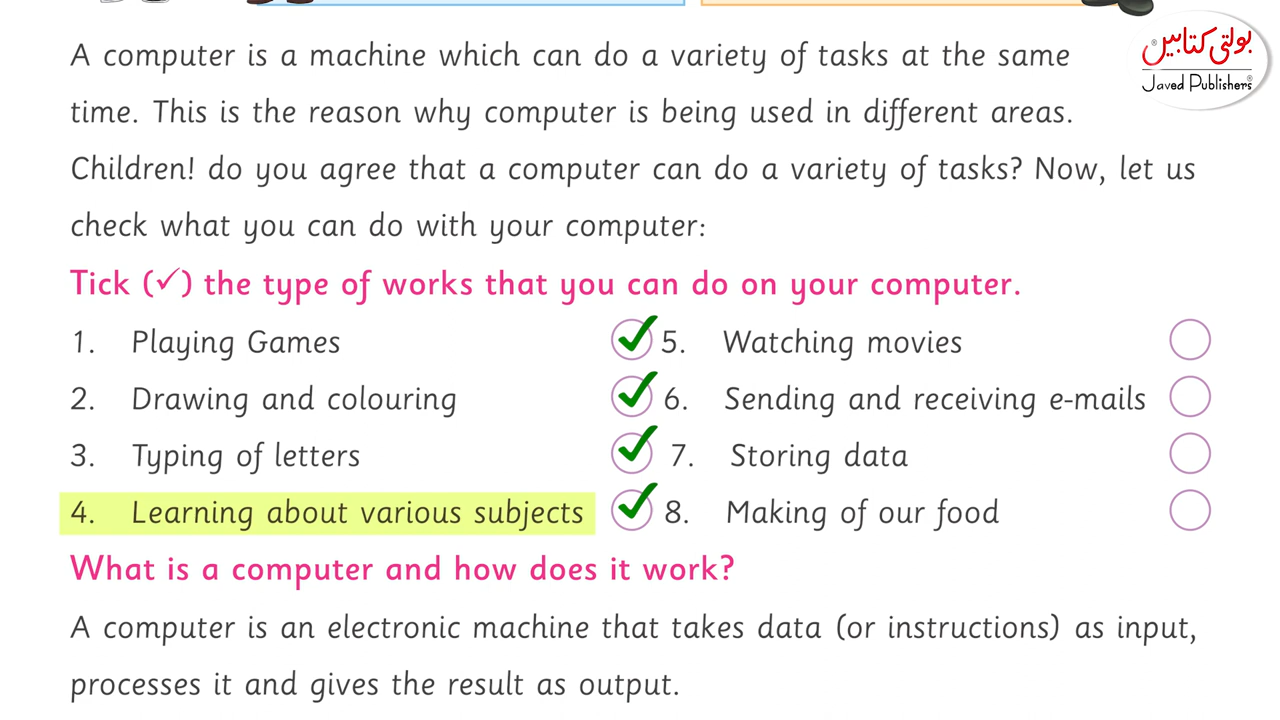 بولتی کتابیں
Javed Publishers
A computer is a machine which can do a variety of tasks at the same
time. This is the reason why computer is being used in different areas.
Children! do you agree that a computer can do a variety of tasks? Now, let us
check what you can do with your computer:
Tick (✓) the type of works that you can do on your computer.
1. Playing Games ✓
2. Drawing and colouring ✓
3. Typing of letters ✓
4. Learning about various subjects ✓
5. Watching movies
6. Sending and receiving e-mails
7. Storing data
8. Making of our food
What is a computer and how does it work?
A computer is an electronic machine that takes data (or instructions) as input,
processes it and gives the result as output.